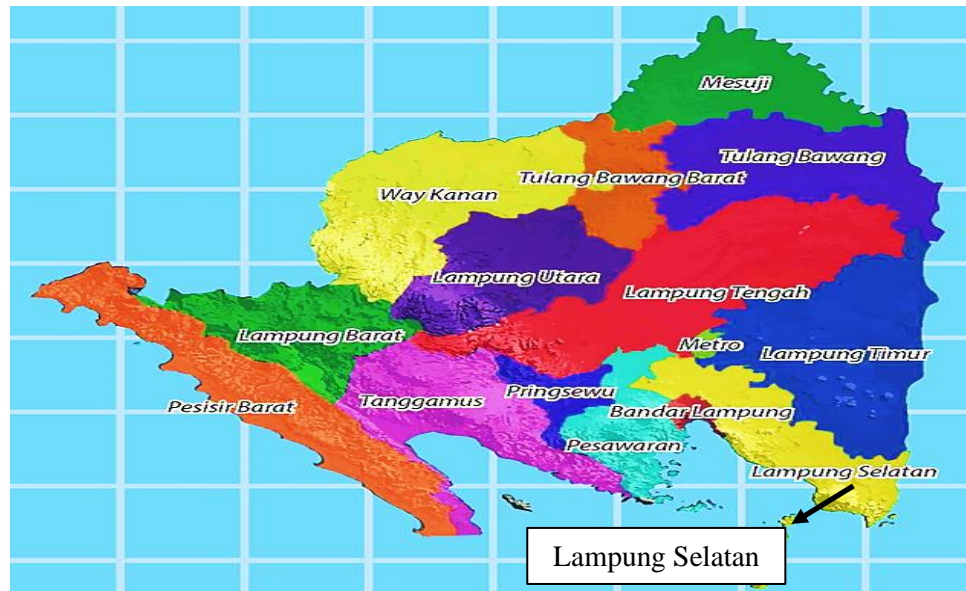 Mesuji
Tulang Bawang
Tulang Bawang Barat
Way Kanan
Lampung Utara
Lampung Tengah
Lampung Barat
Metro
Lampung Timur
Pringsewu
Tanggamus
Pesisir Barat
Bandar Lampung
Pesawaran
Lampung Selatan
Lampung Selatan